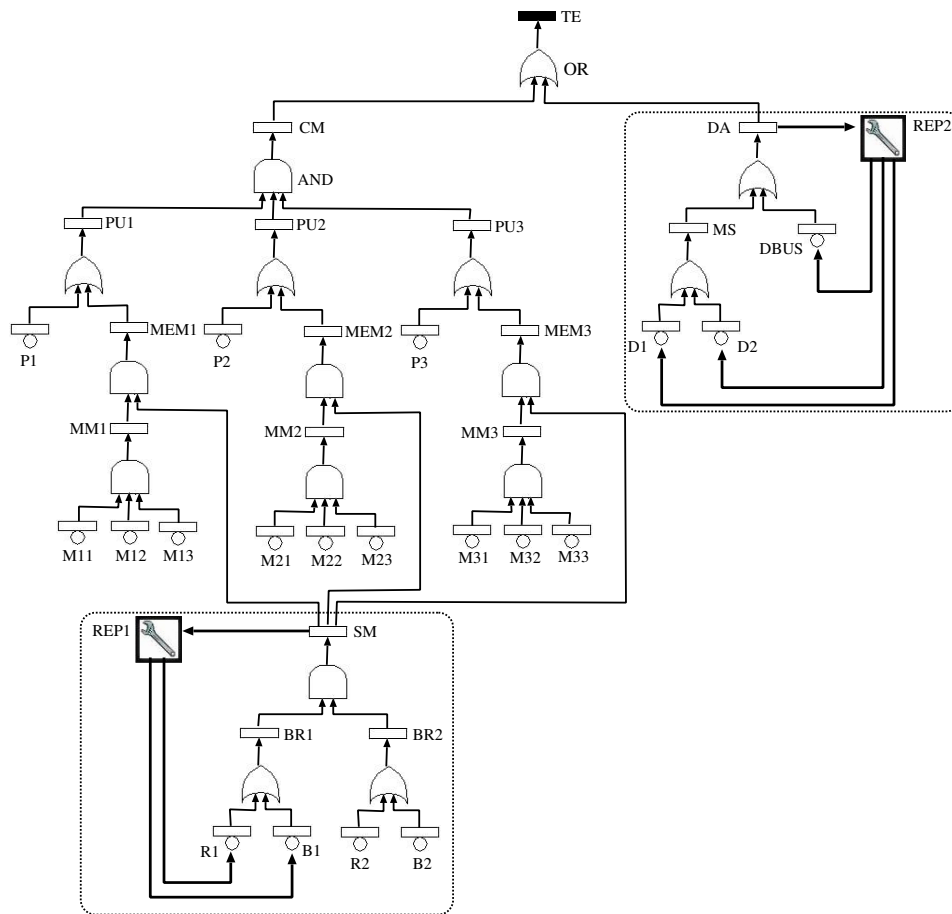 TE
OR
CM
DA
REP2
AND
PU1
PU2
PU3
MS
DBUS
P1
MEM1
P2
MEM2
P3
MEM3
D1
D2
MM1
MM2
MM3
M11
M12
M13
M21
M22
M23
M31
M32
M33
REP1
SM
BR1
BR2
R1
B1
R2
B2